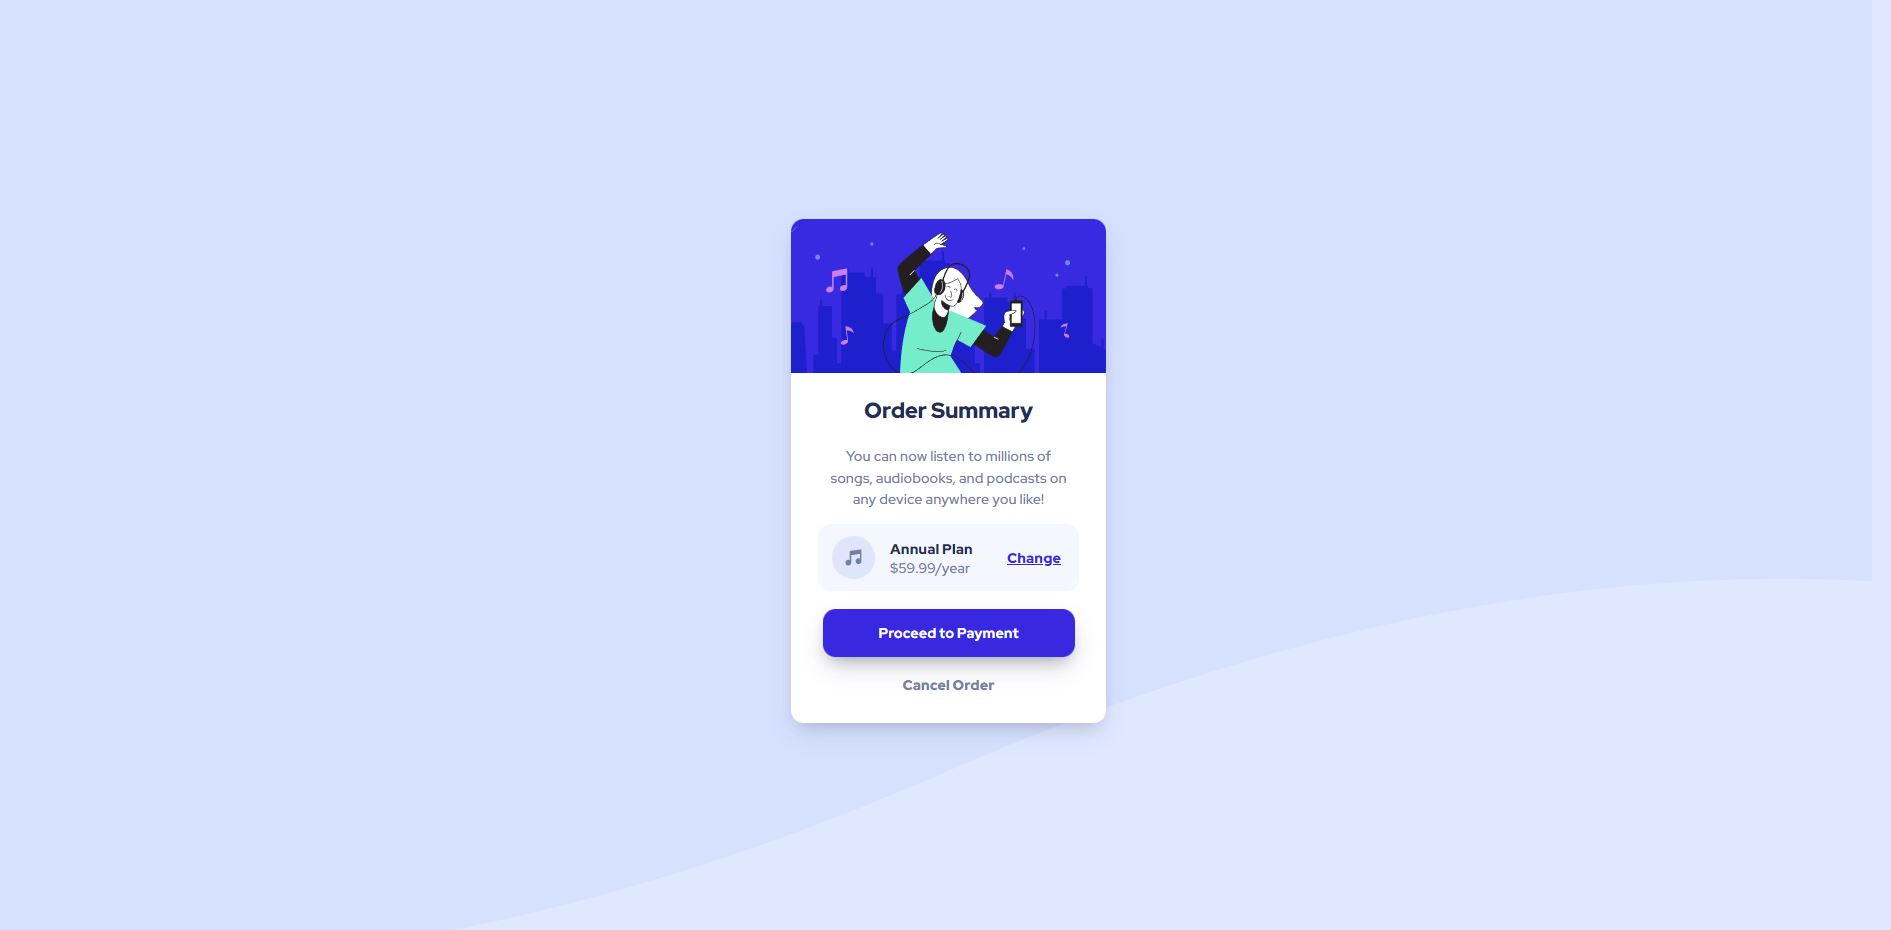 Order Summary
You can now listen to millions of
songs, audiobooks, and podcasts on
any device anywhere you like!
Annual Plan
$59.99/year
Change
Proceed to Payment
Cancel Order